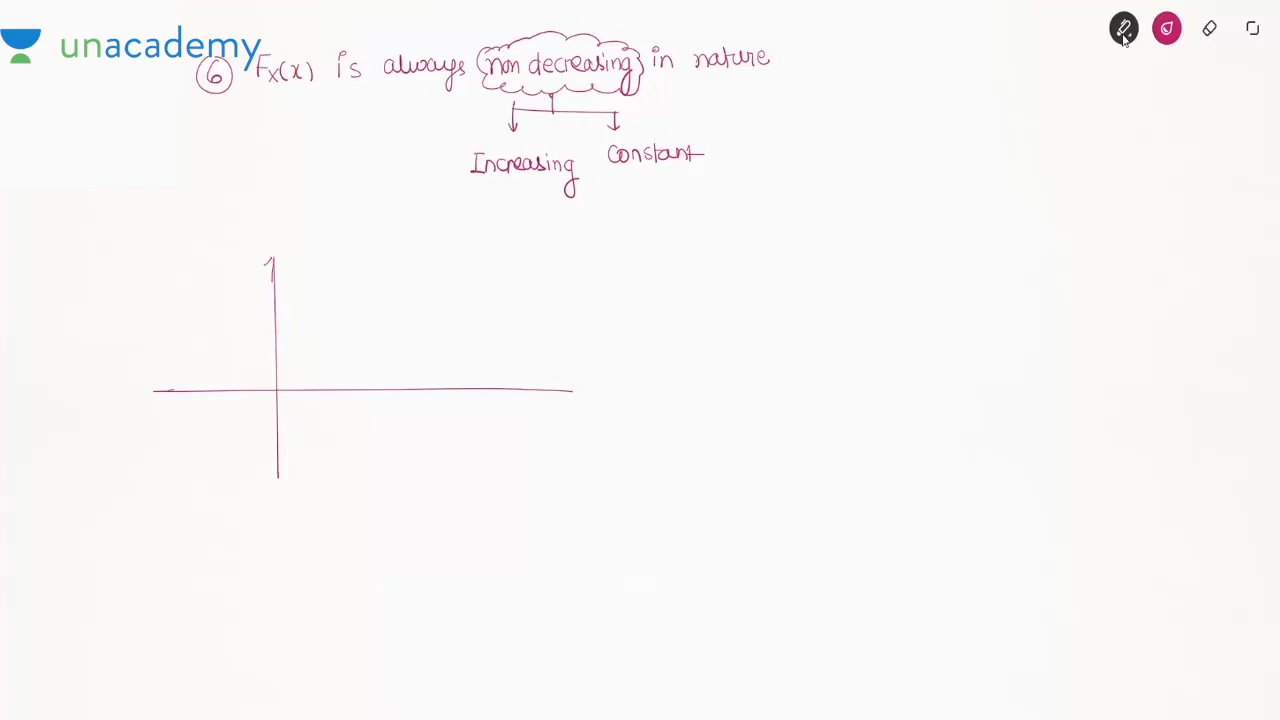 unacademy
6 Fx(x) is always non decreasing in nature
Increasing Constant